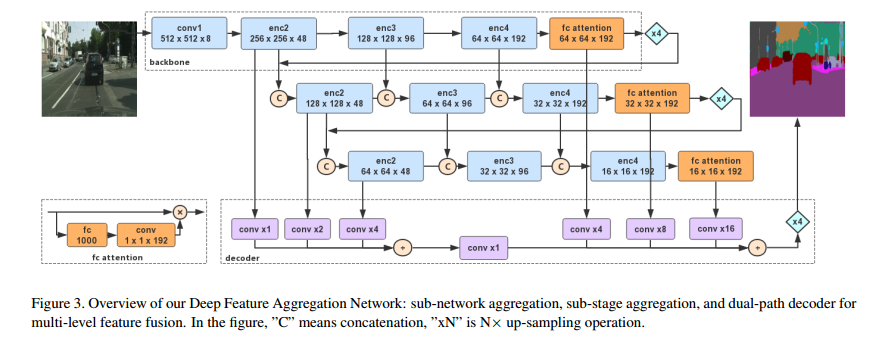 conv1
512 x 512 x 8
enc2
256 x 256 x 48
enc3
128 x 128 x 96
enc4
64 x 64 x 192
fc attention
64 x 64 x 192
x4
backbone
C
enc2
128 x 128 x 48
C
enc3
64 x 64 x 96
C
enc4
32 x 32 x 192
fc attention
32 x 32 x 192
x4
C
enc2
64 x 64 x 48
C
enc3
32 x 32 x 96
C
enc4
16 x 16 x 192
fc attention
16 x 16 x 192
x
fc
1000
conv
1 x 1 x 192
fc attention
conv x1
conv x2
conv x4
+
conv x1
conv x4
conv x8
conv x16
+
x4
decoder
Figure 3. Overview of our Deep Feature Aggregation Network: sub-network aggregation, sub-stage aggregation, and dual-path decoder for
multi-level feature fusion. In the figure, ”C” means concatenation, ”xN” is N× up-sampling operation.